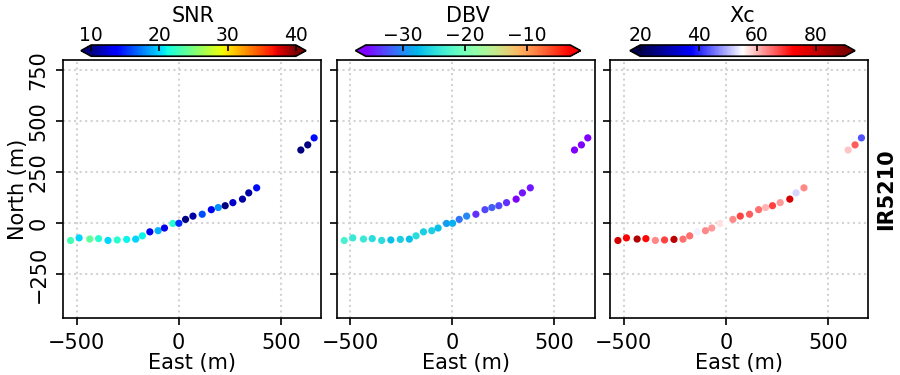 SNR DBV Xc
10 20 30 40 −30 −20 −10 20 40 60 80
750
500
250
0
−250
North (m)
−500 0 500 −500 0 500 −500 0 500
East (m) East (m) East (m)
IR5210